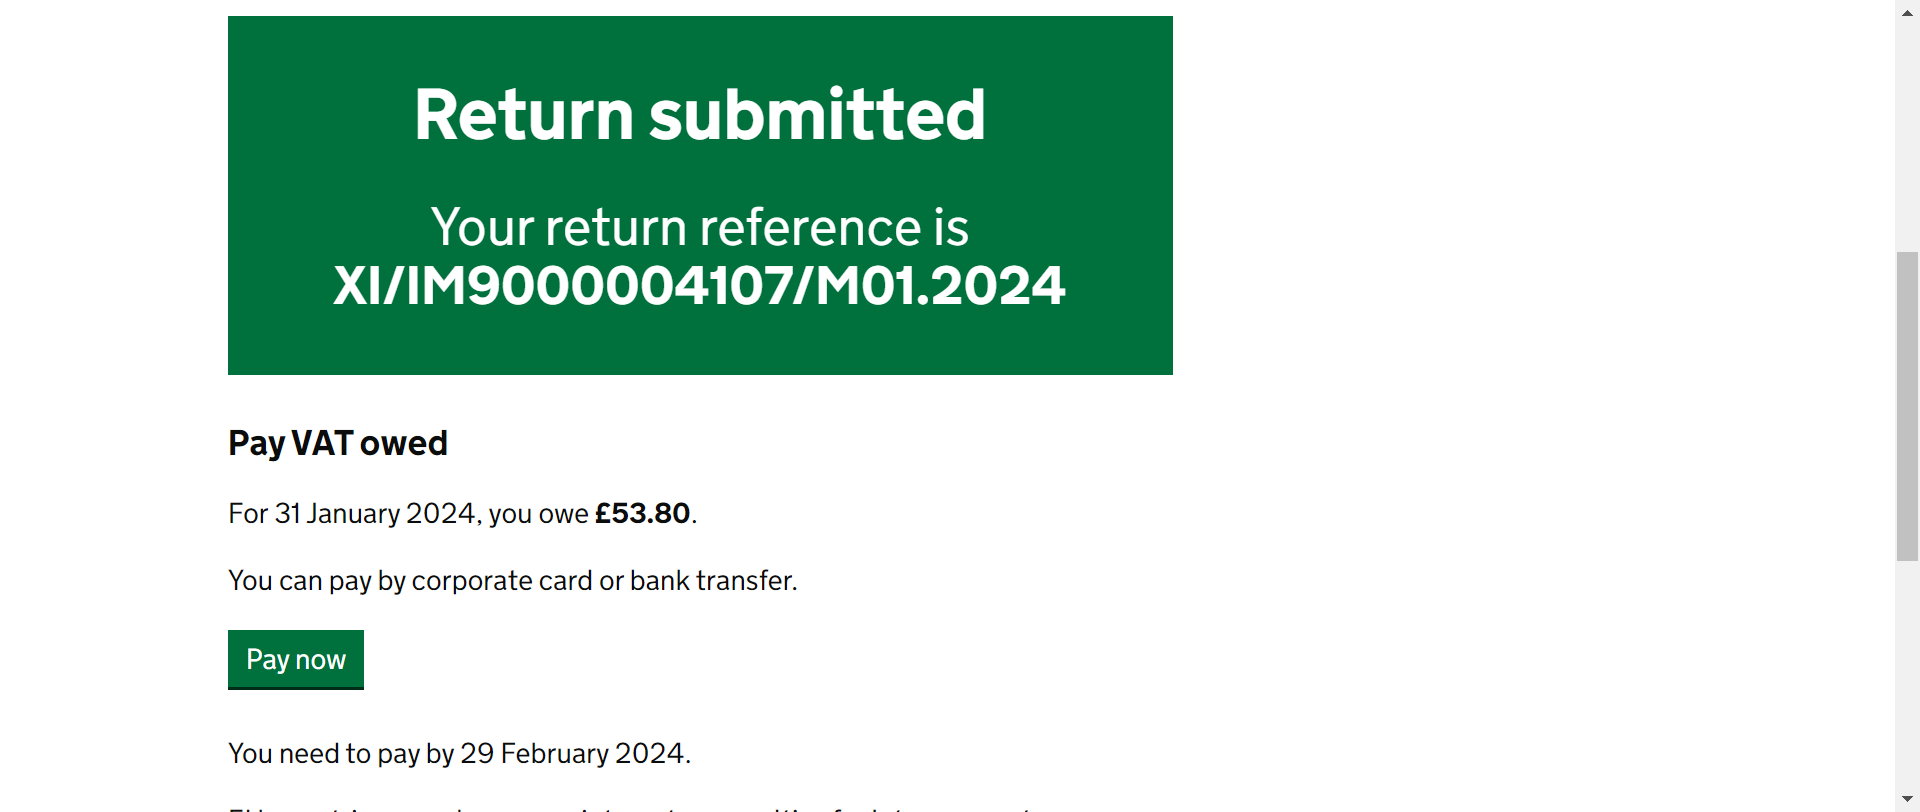 Return submitted
Your return reference is
XI/IM9000004107/M01.2024
Pay VAT owed
For 31 January 2024, you owe £53.80.
You can pay by corporate card or bank transfer.
Pay now
You need to pay by 29 February 2024.